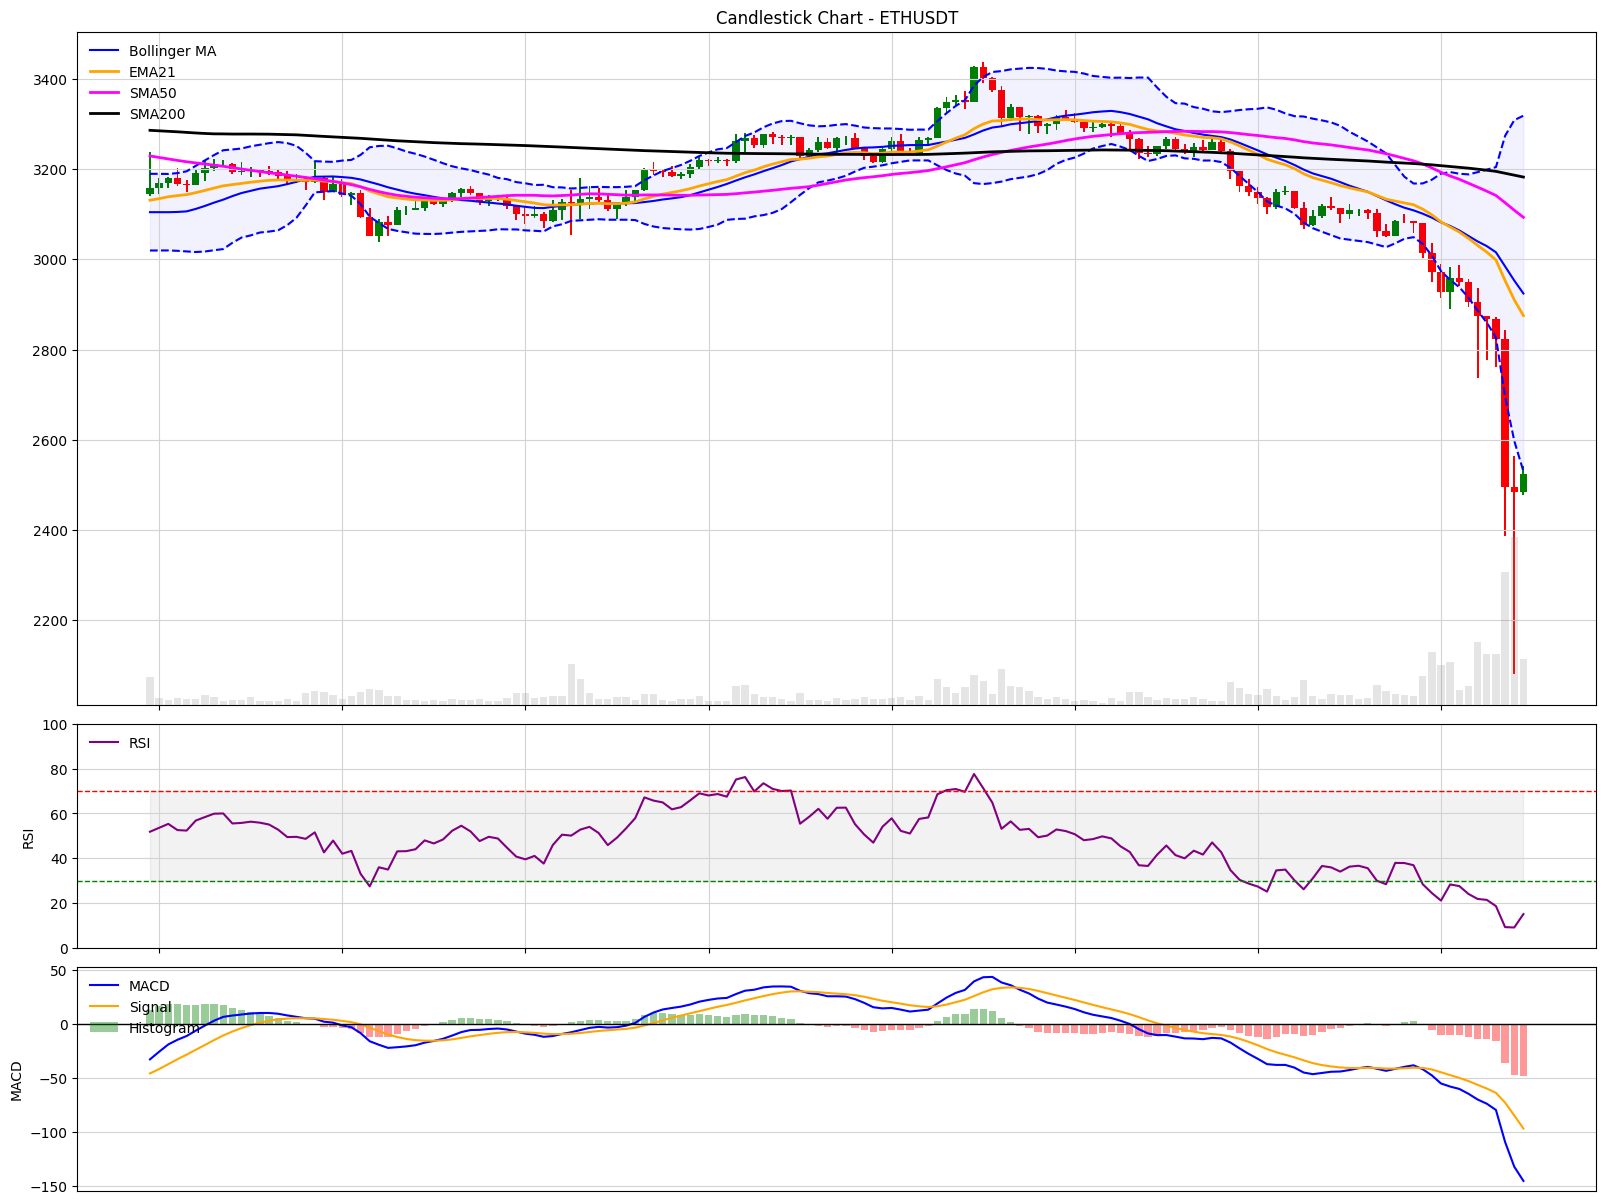 Candlestick Chart - ETHUSDT
Bollinger MA
EMA21
SMA50
SMA200
3400
3200
3000
2800
2600
2400
2200
RSI
RSI
100
80
60
40
20
0
MACD
Signal
Histogram
MACD
50
0
−50
−100
−150